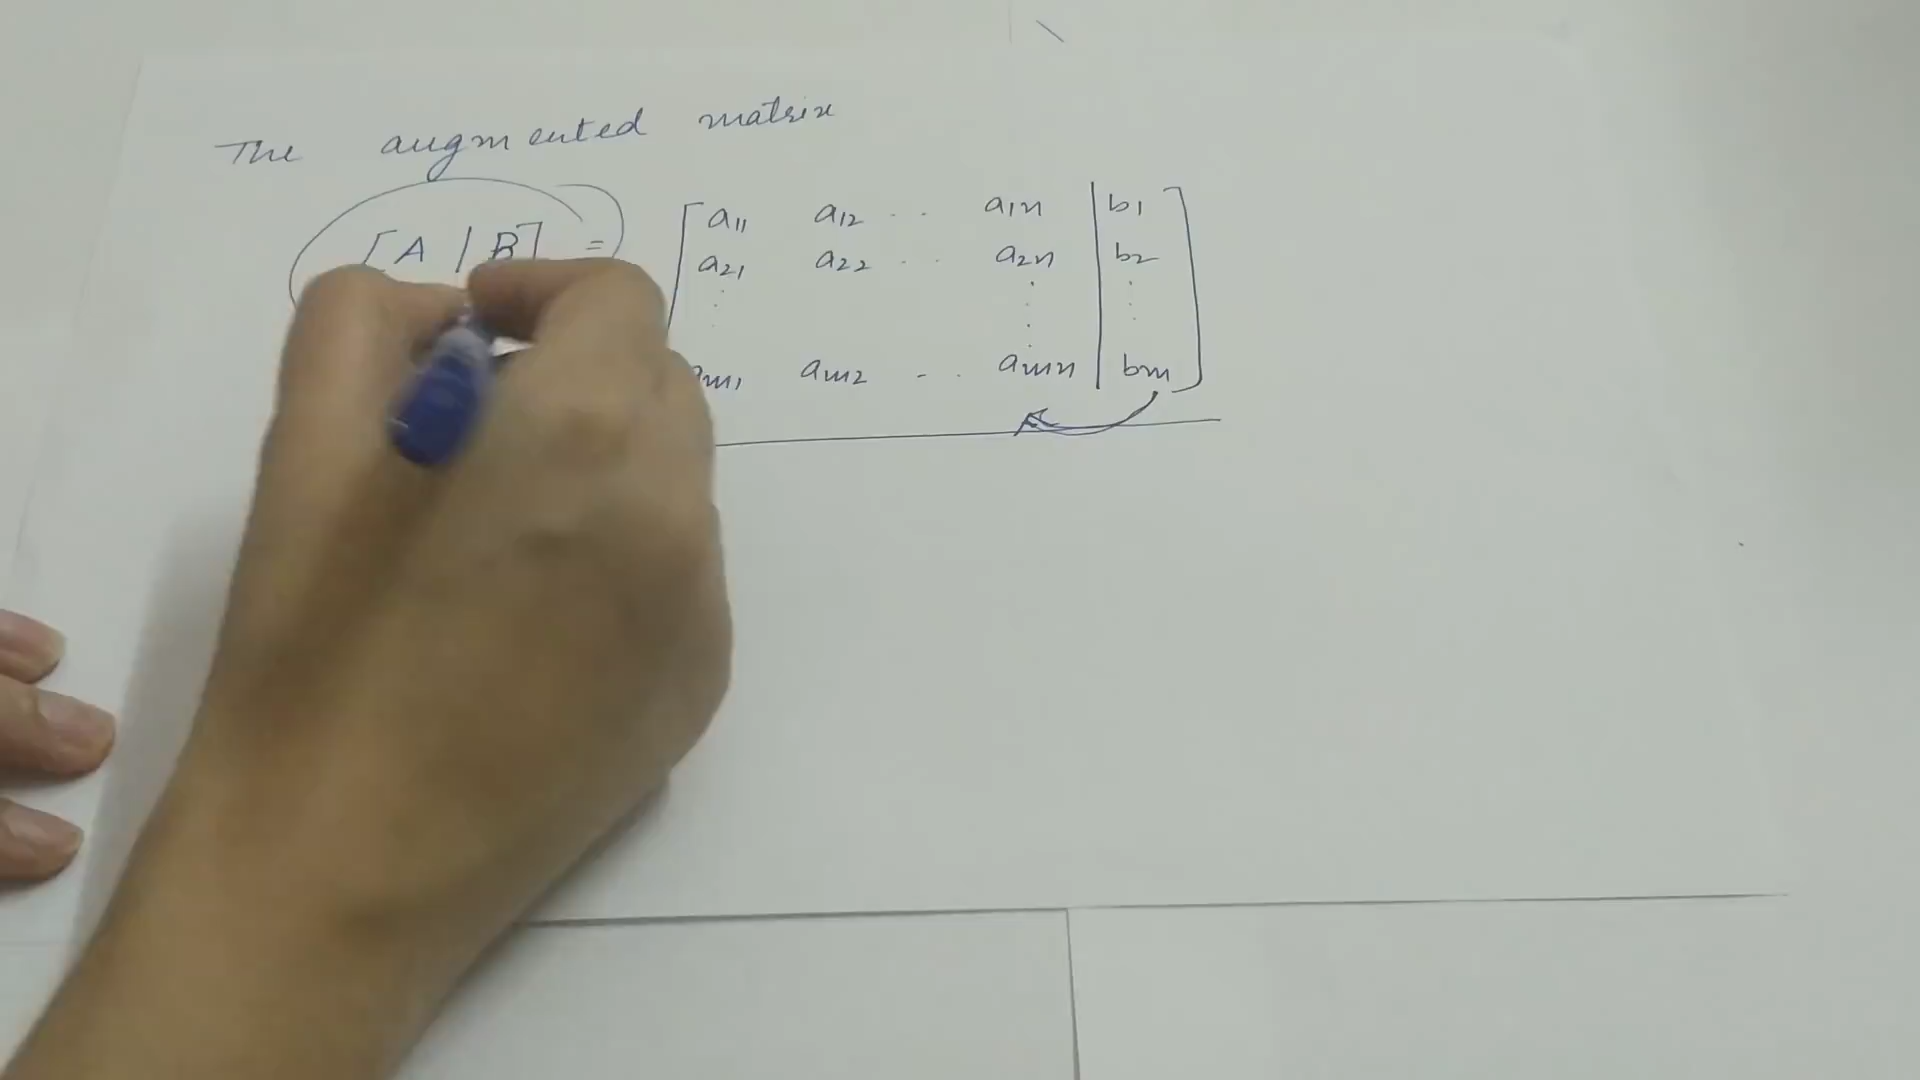 The augmented matrix
[A | B] = [ a11 a12 .. a1n | b1 ]
a21 a22 .. a2n | b2
: : :
am1 am2 .. amn | bm